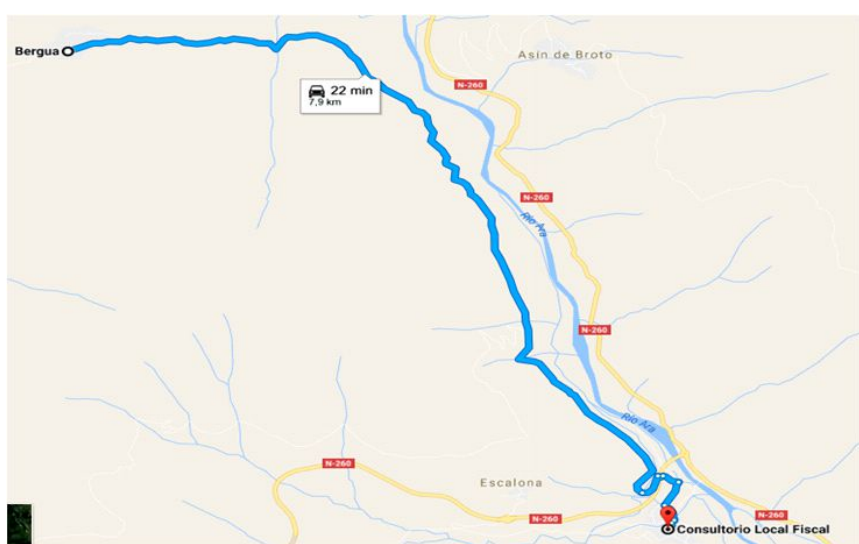 Bergua
Asín de Broto
N-260
22 min
7,9 km
N-260
Río Ara
N-260
Río Ara
N-260
Escalona
N-260
Consultorio Local Fiscal